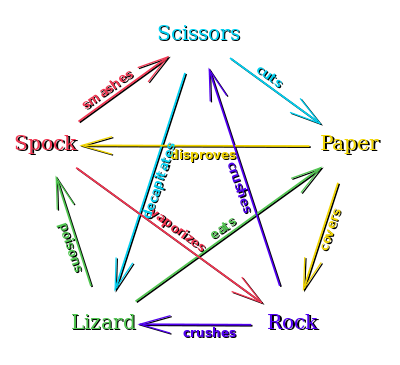 Scissors
smashes
cuts
Spock
Paper
disproves
decapitates
crushes
vaporizes
eats
poisons
covers
Lizard
Rock
crushes